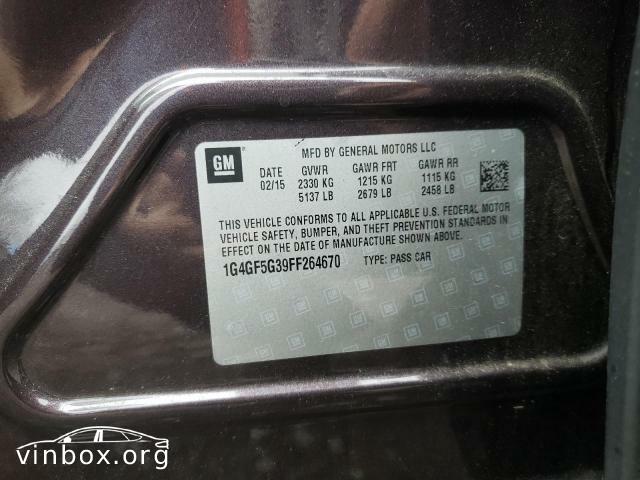 GM
MFD BY GENERAL MOTORS LLC
DATE GVWR GAWR FRT GAWR RR
02/15 2330 KG 1215 KG 1115 KG
5137 LB 2679 LB 2458 LB
THIS VEHICLE CONFORMS TO ALL APPLICABLE U.S. FEDERAL MOTOR
VEHICLE SAFETY, BUMPER, AND THEFT PREVENTION STANDARDS IN
EFFECT ON THE DATE OF MANUFACTURE SHOWN ABOVE.
1G4GF5G39FF264670 TYPE: PASS CAR
vinbox.org